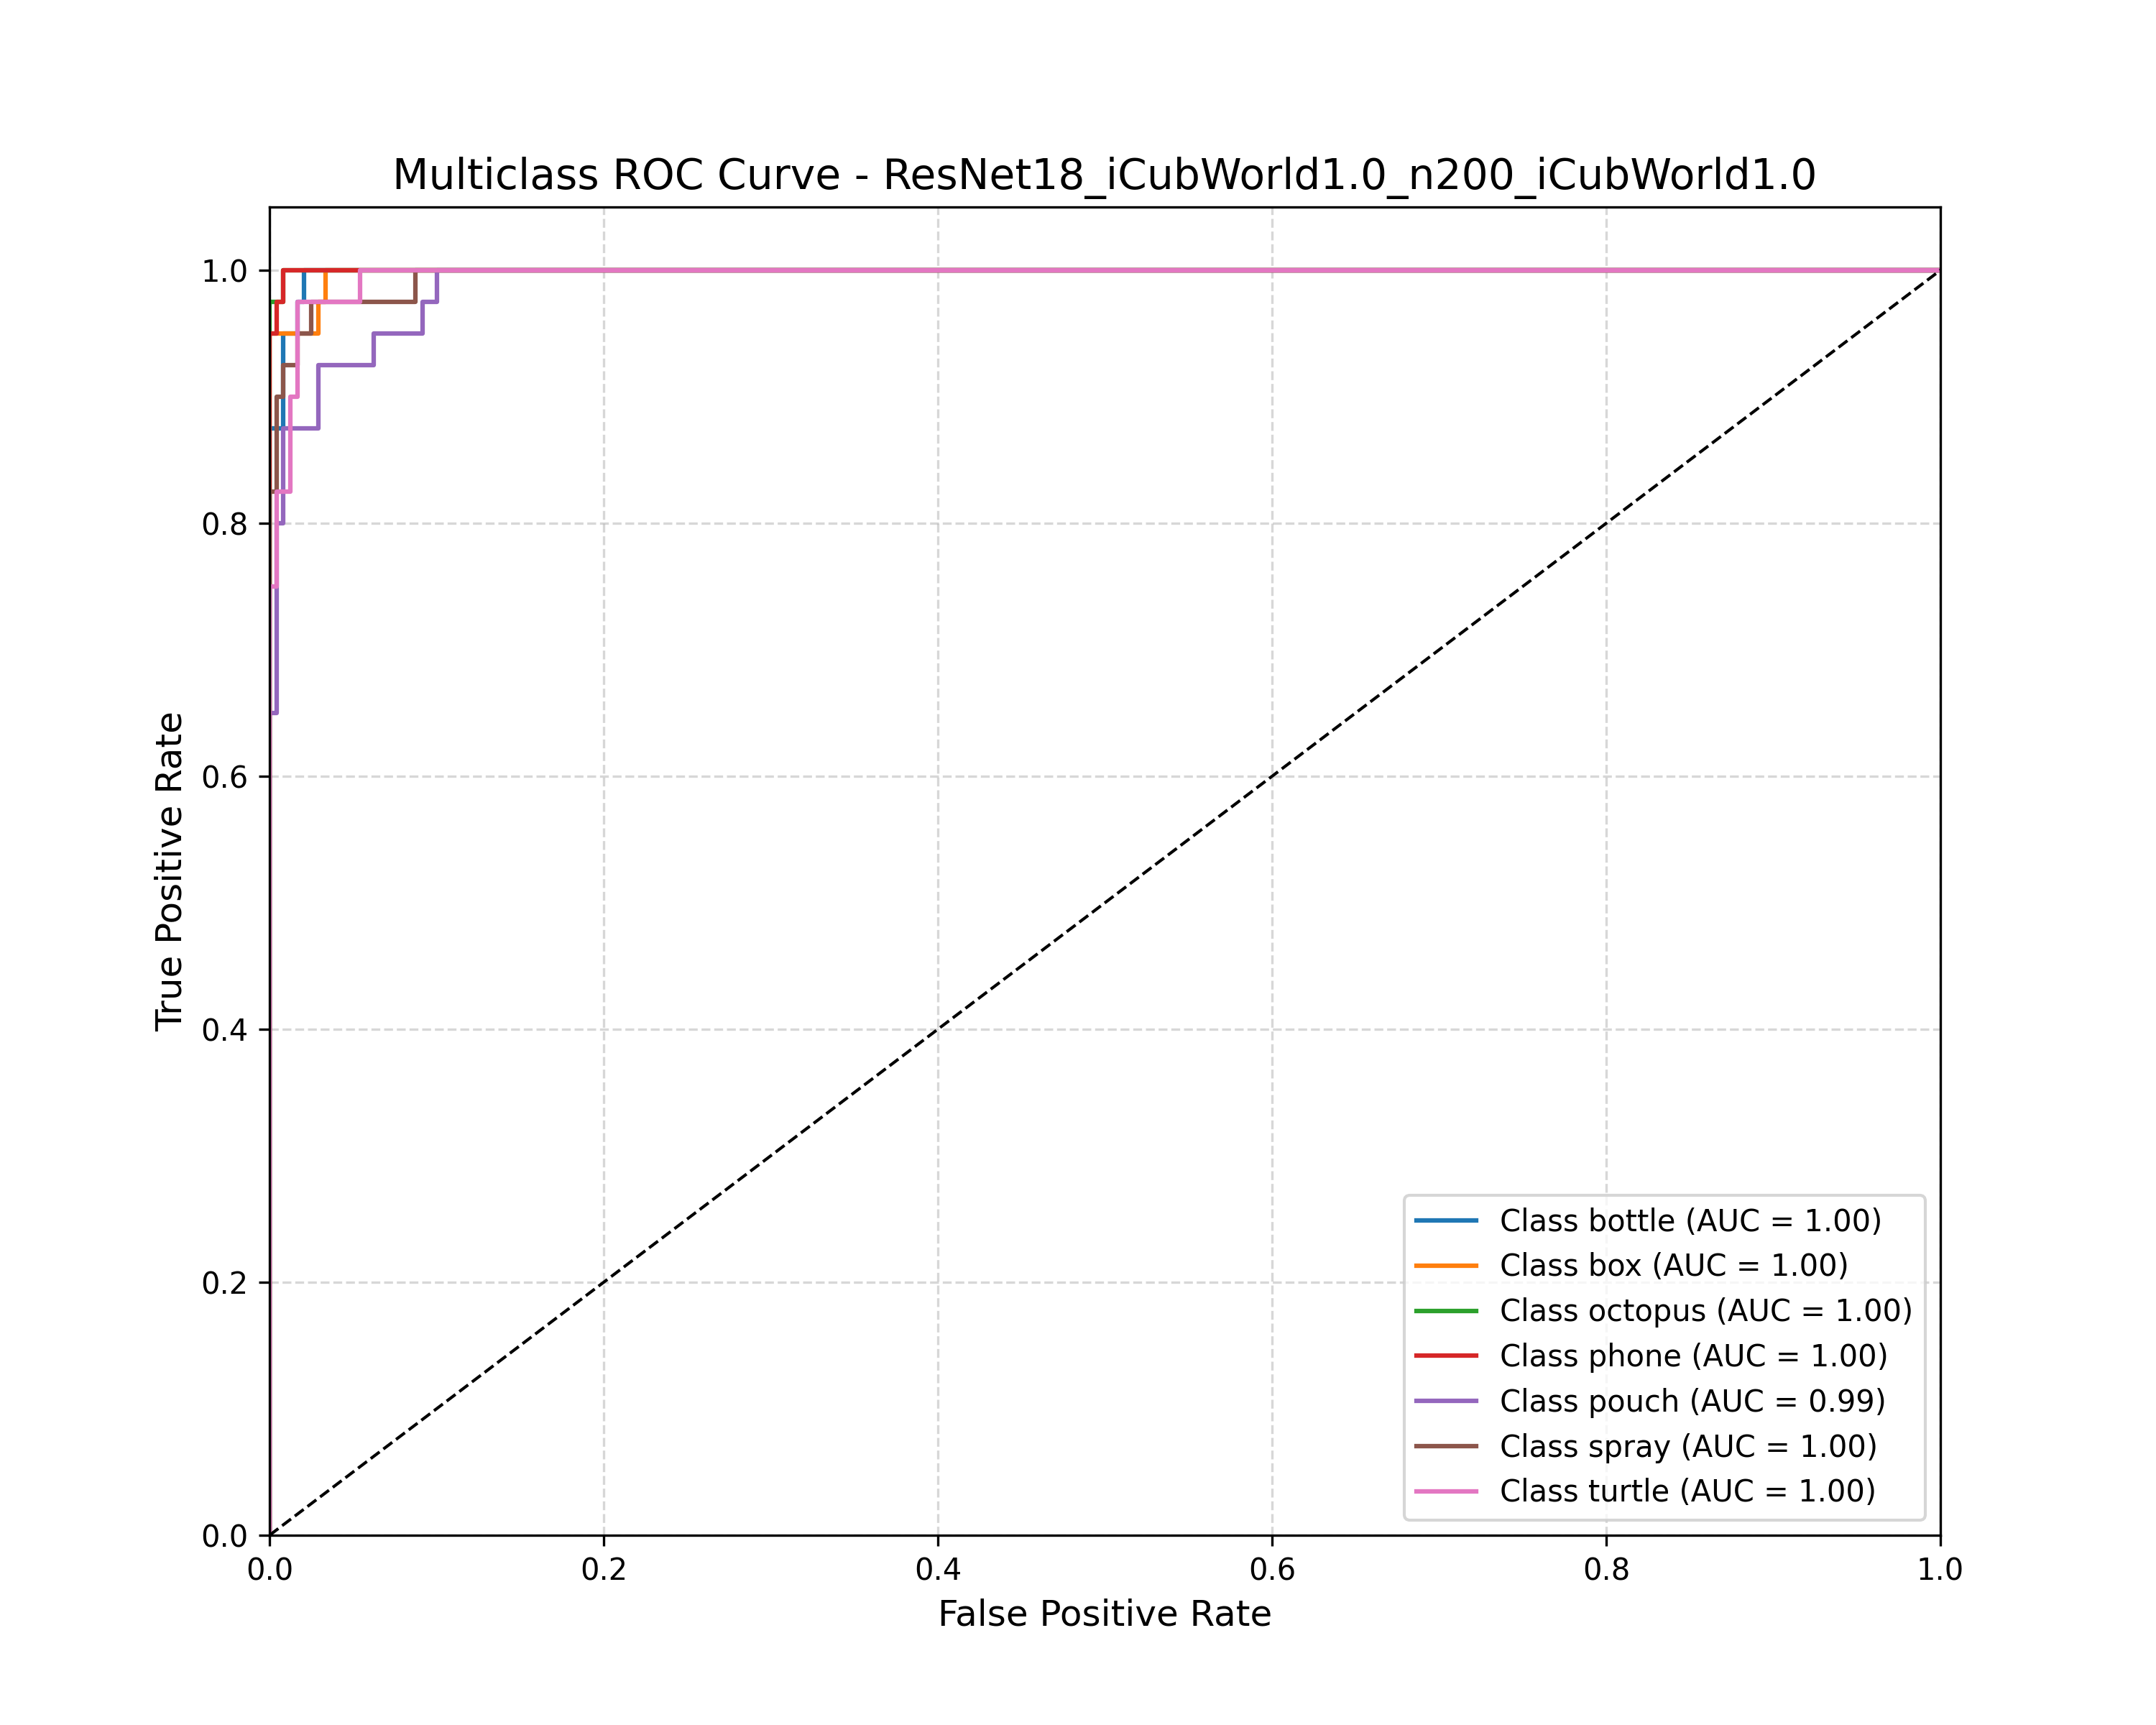 Multiclass ROC Curve - ResNet18_iCubWorld1.0_n200_iCubWorld1.0
True Positive Rate
1.0
0.8
0.6
0.4
0.2
0.0
Class bottle (AUC = 1.00)
Class box (AUC = 1.00)
Class octopus (AUC = 1.00)
Class phone (AUC = 1.00)
Class pouch (AUC = 0.99)
Class spray (AUC = 1.00)
Class turtle (AUC = 1.00)
0.0 0.2 0.4 0.6 0.8 1.0
False Positive Rate